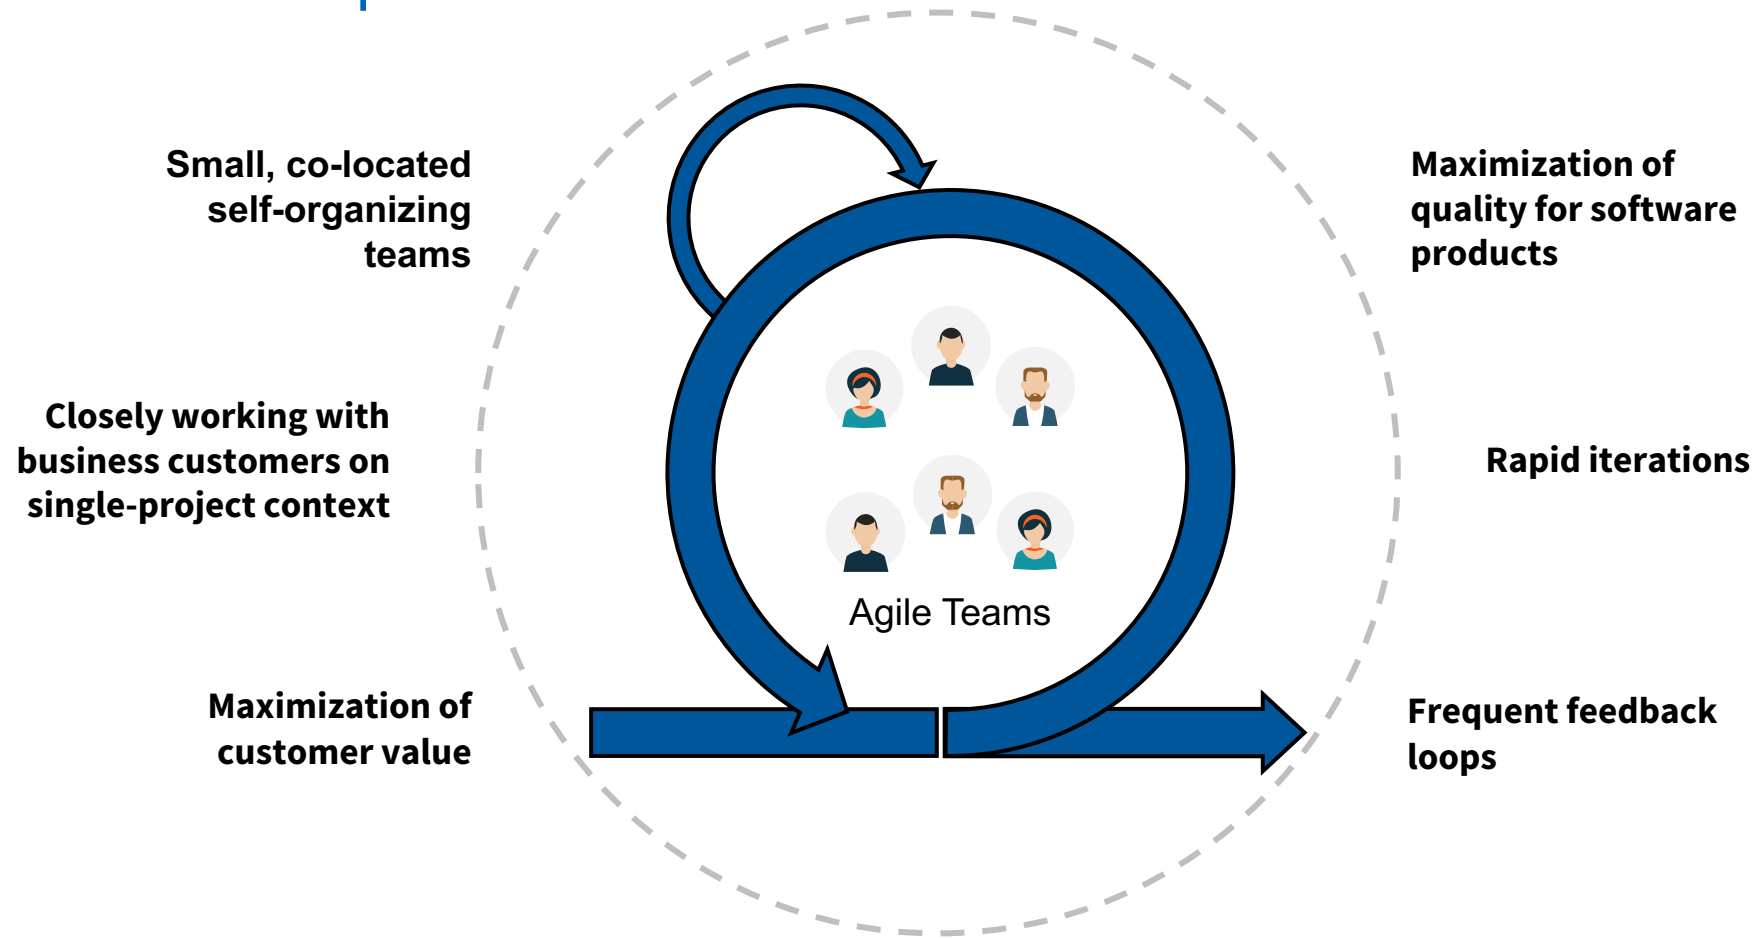 Small, co-located
self-organizing
teams
Closely working with
business customers on
single-project context
Maximization of
customer value
Agile Teams
Maximization of
quality for software
products
Rapid iterations
Frequent feedback
loops